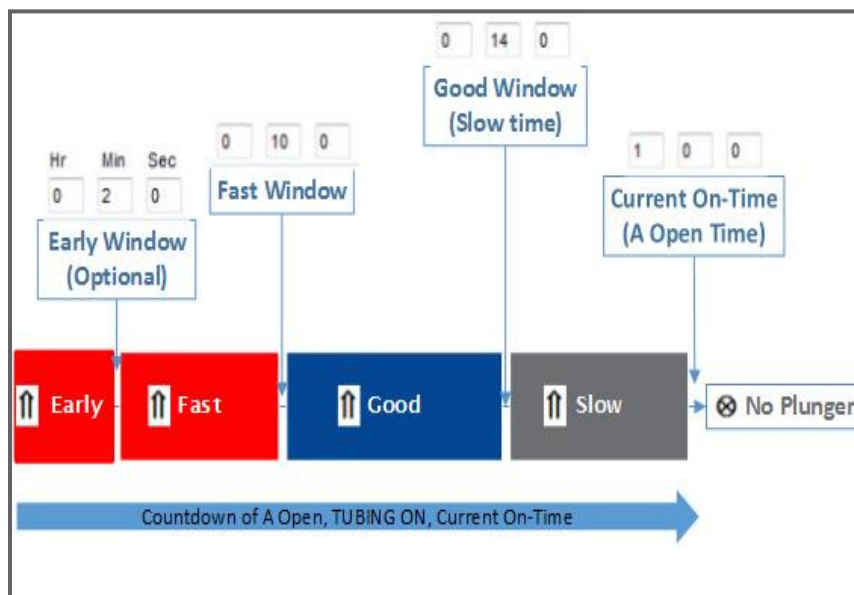 0 14 0
Good Window
(Slow time)
0 10 0
Fast Window
1 0 0
Current On-Time
(A Open Time)
Hr Min Sec
0 2 0
Early Window
(Optional)
⇑ Early
⇑ Fast
⇑ Good
⇑ Slow
⊗ No Plunger
Countdown of A Open, TUBING ON, Current On-Time